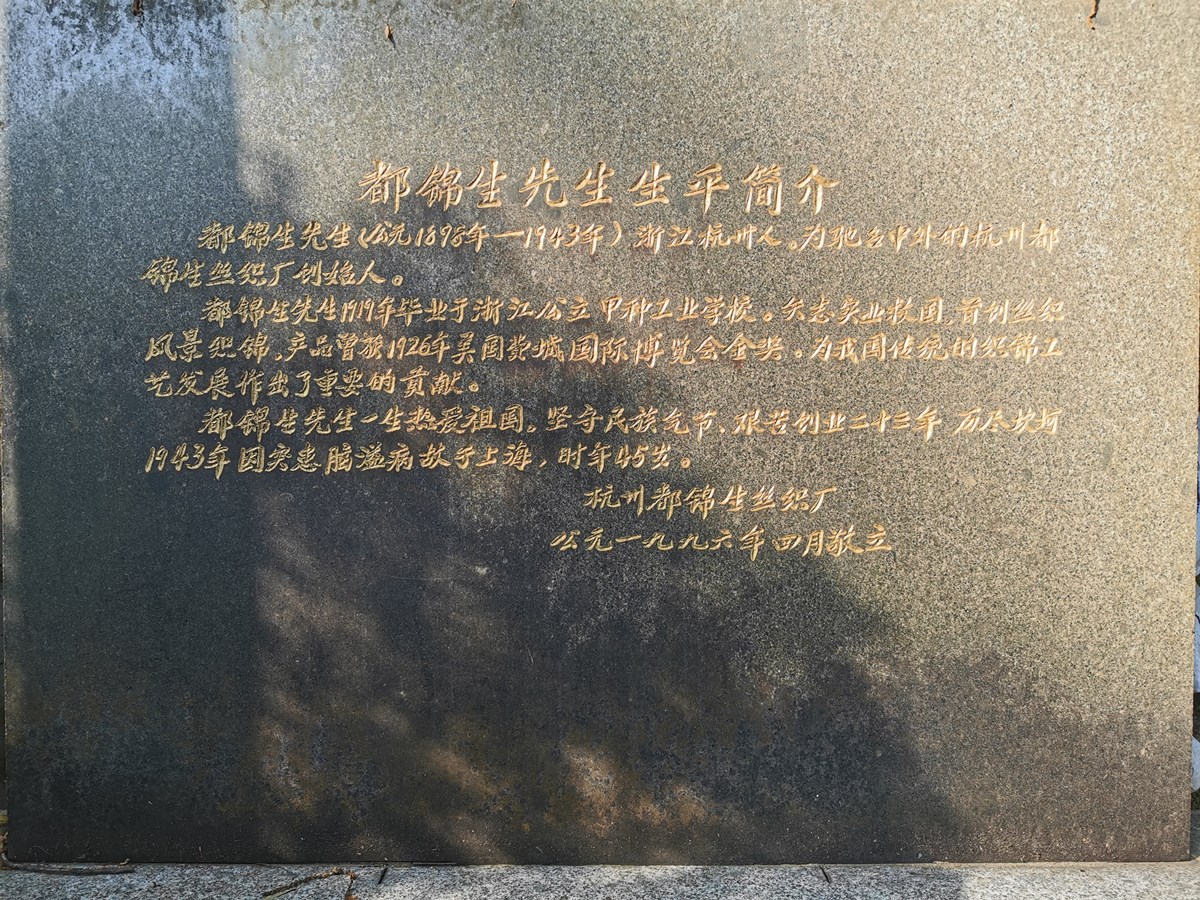 都锦生先生生平简介
都锦生先生(公元1898年—1943年)浙江杭州人。为驰名中外的杭州都
锦生丝织厂创始人。
都锦生先生1919年毕业于浙江公立甲种工业学校。矢志实业救国,首创丝织
风景织锦,产品曾获1926年美国费城国际博览会金奖。为我国传统的织锦工
艺发展作出了重要的贡献。
都锦生先生一生热爱祖国,坚守民族气节、艰苦创业二十三年 历尽坎坷
1943年因突患脑溢病故于上海,时年45岁。
杭州都锦生丝织厂
公元一九九六年四月敬立